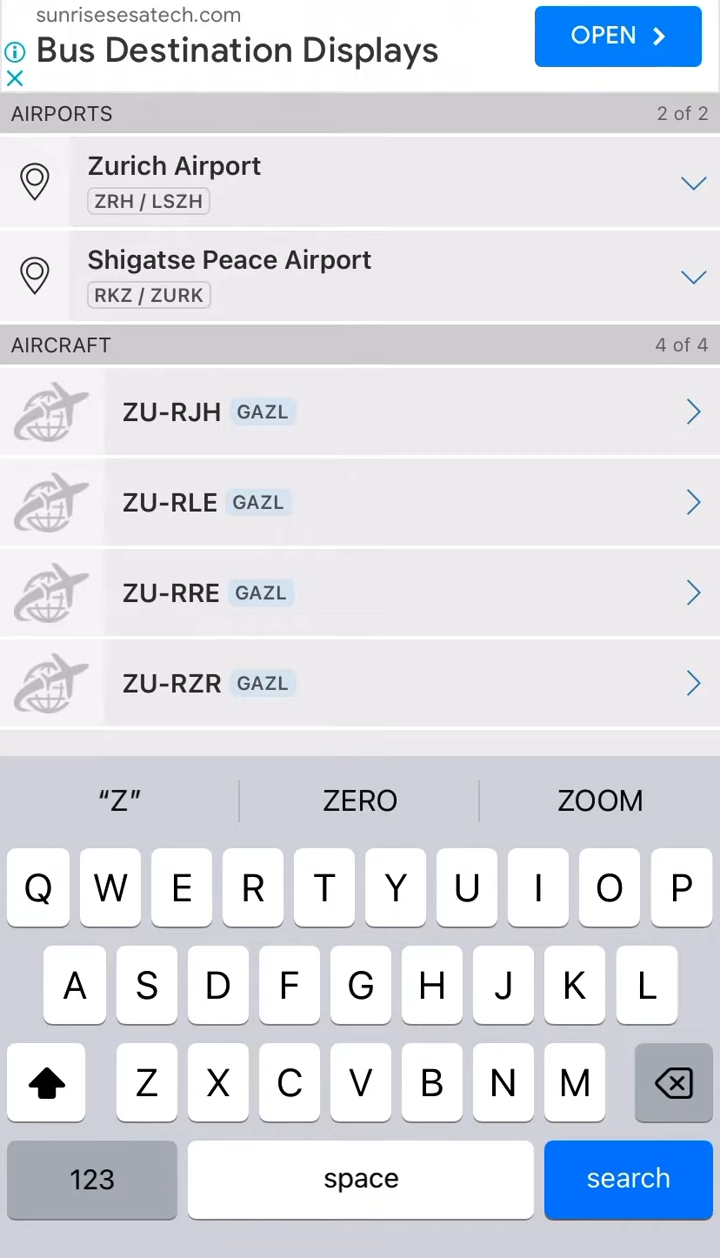 sunrisesesatech.com
Bus Destination Displays
OPEN
AIRPORTS 2 of 2
Zurich Airport
ZRH / LSZH
Shigatse Peace Airport
RKZ / ZURK
AIRCRAFT 4 of 4
ZU-RJH GAZL
ZU-RLE GAZL
ZU-RRE GAZL
ZU-RZR GAZL
“Z” ZERO ZOOM
Q W E R T Y U I O P
A S D F G H J K L
Z X C V B N M
123 space search